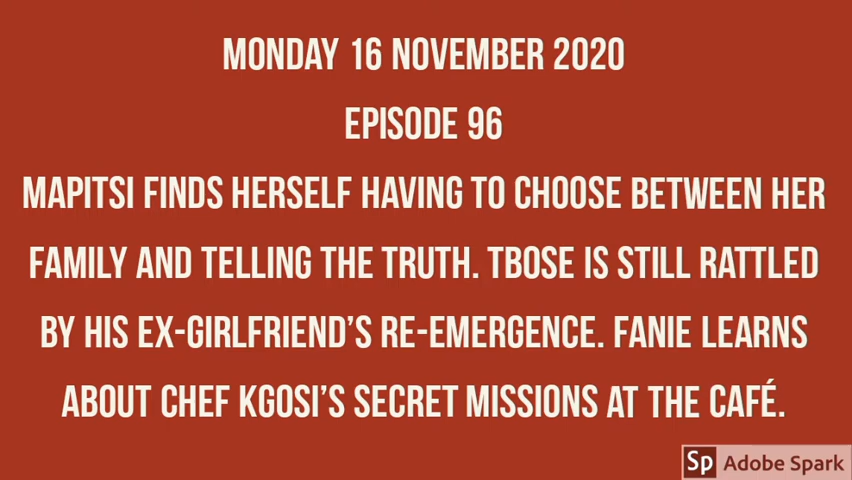 MONDAY 16 NOVEMBER 2020
EPISODE 96
MAPITSI FINDS HERSELF HAVING TO CHOOSE BETWEEN HER
FAMILY AND TELLING THE TRUTH. TBOSE IS STILL RATTLED
BY HIS EX-GIRLFRIEND'S RE-EMERGENCE. FANIE LEARNS
ABOUT CHEF KGOSI'S SECRET MISSIONS AT THE CAFÉ.
Sp Adobe Spark